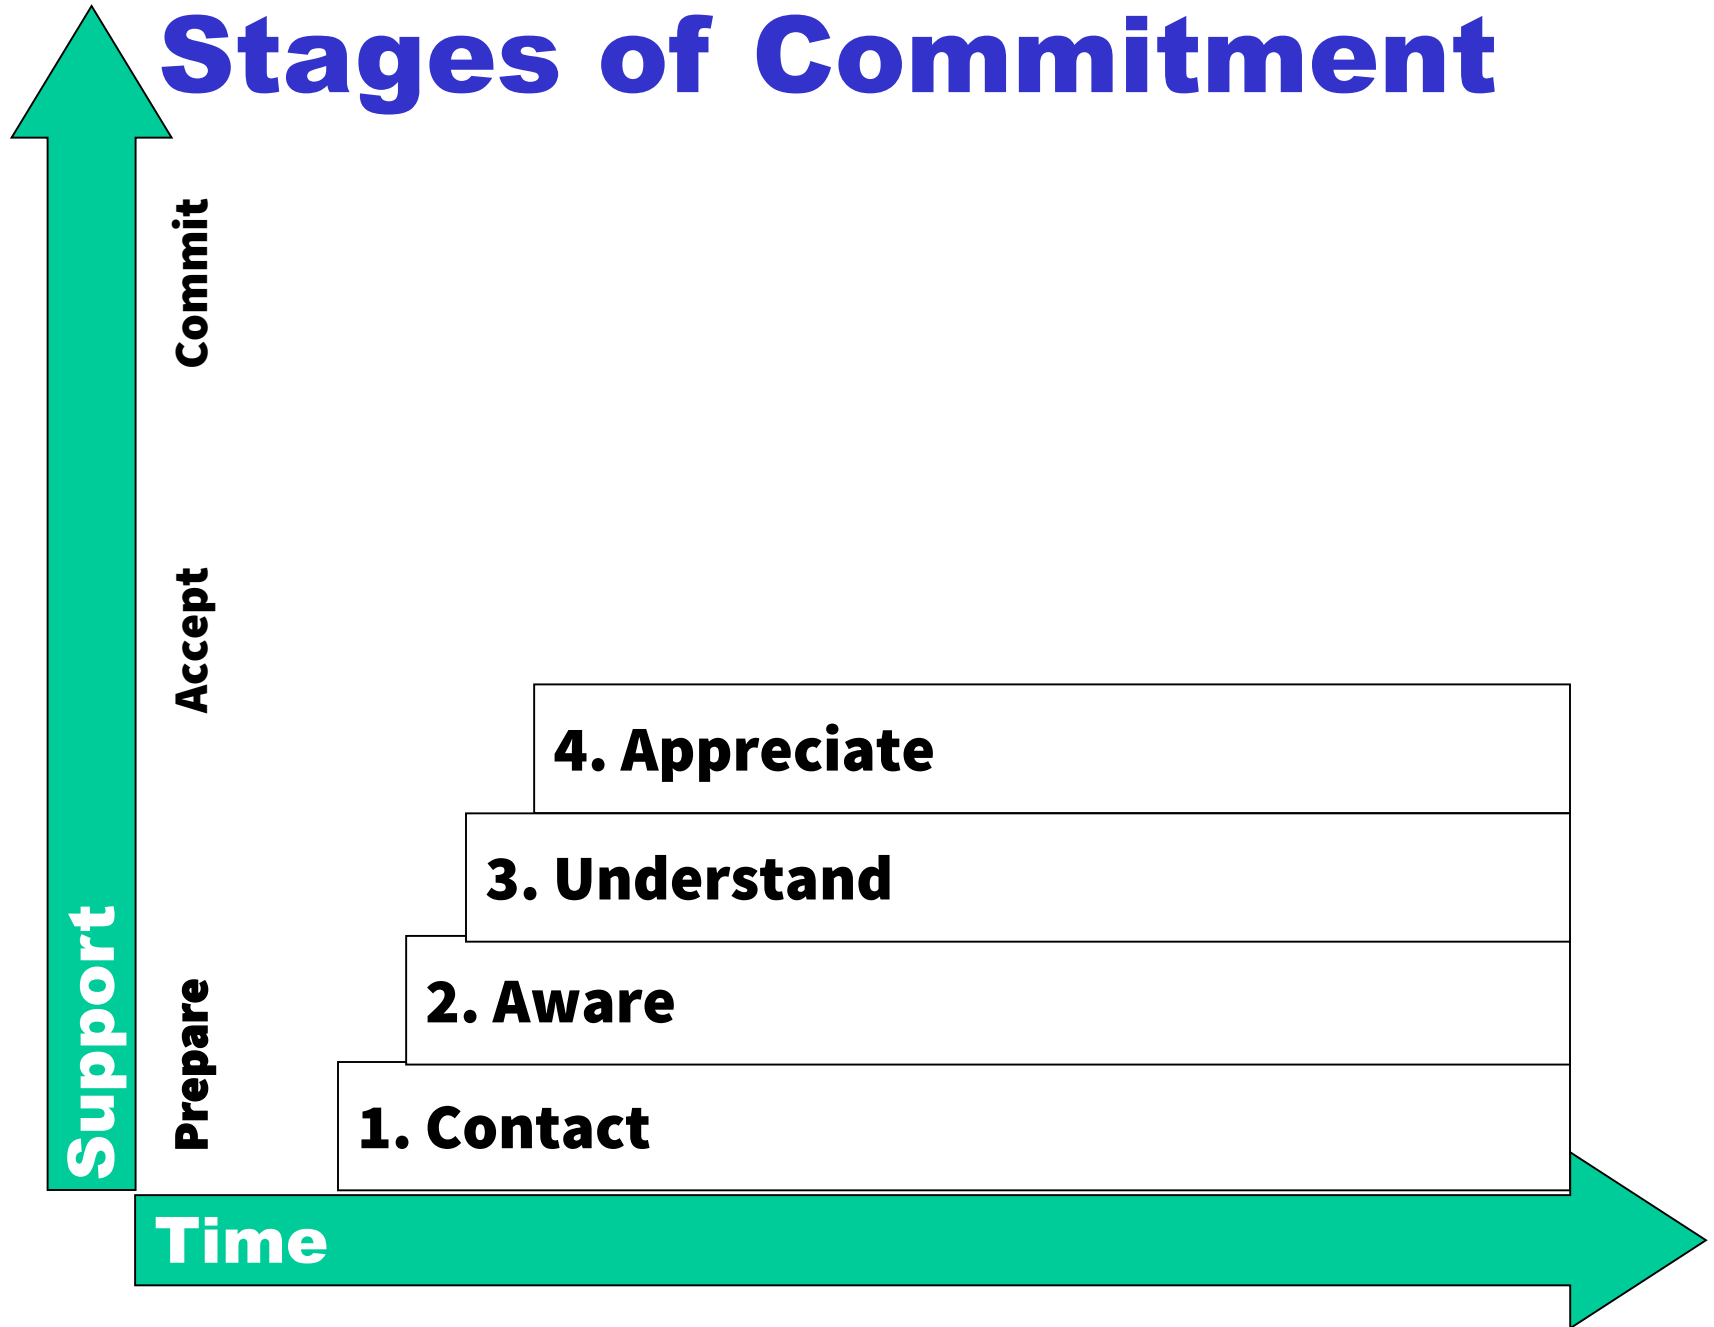 Stages of Commitment
Commit
Accept
Prepare
Support
4. Appreciate
3. Understand
2. Aware
1. Contact
Time